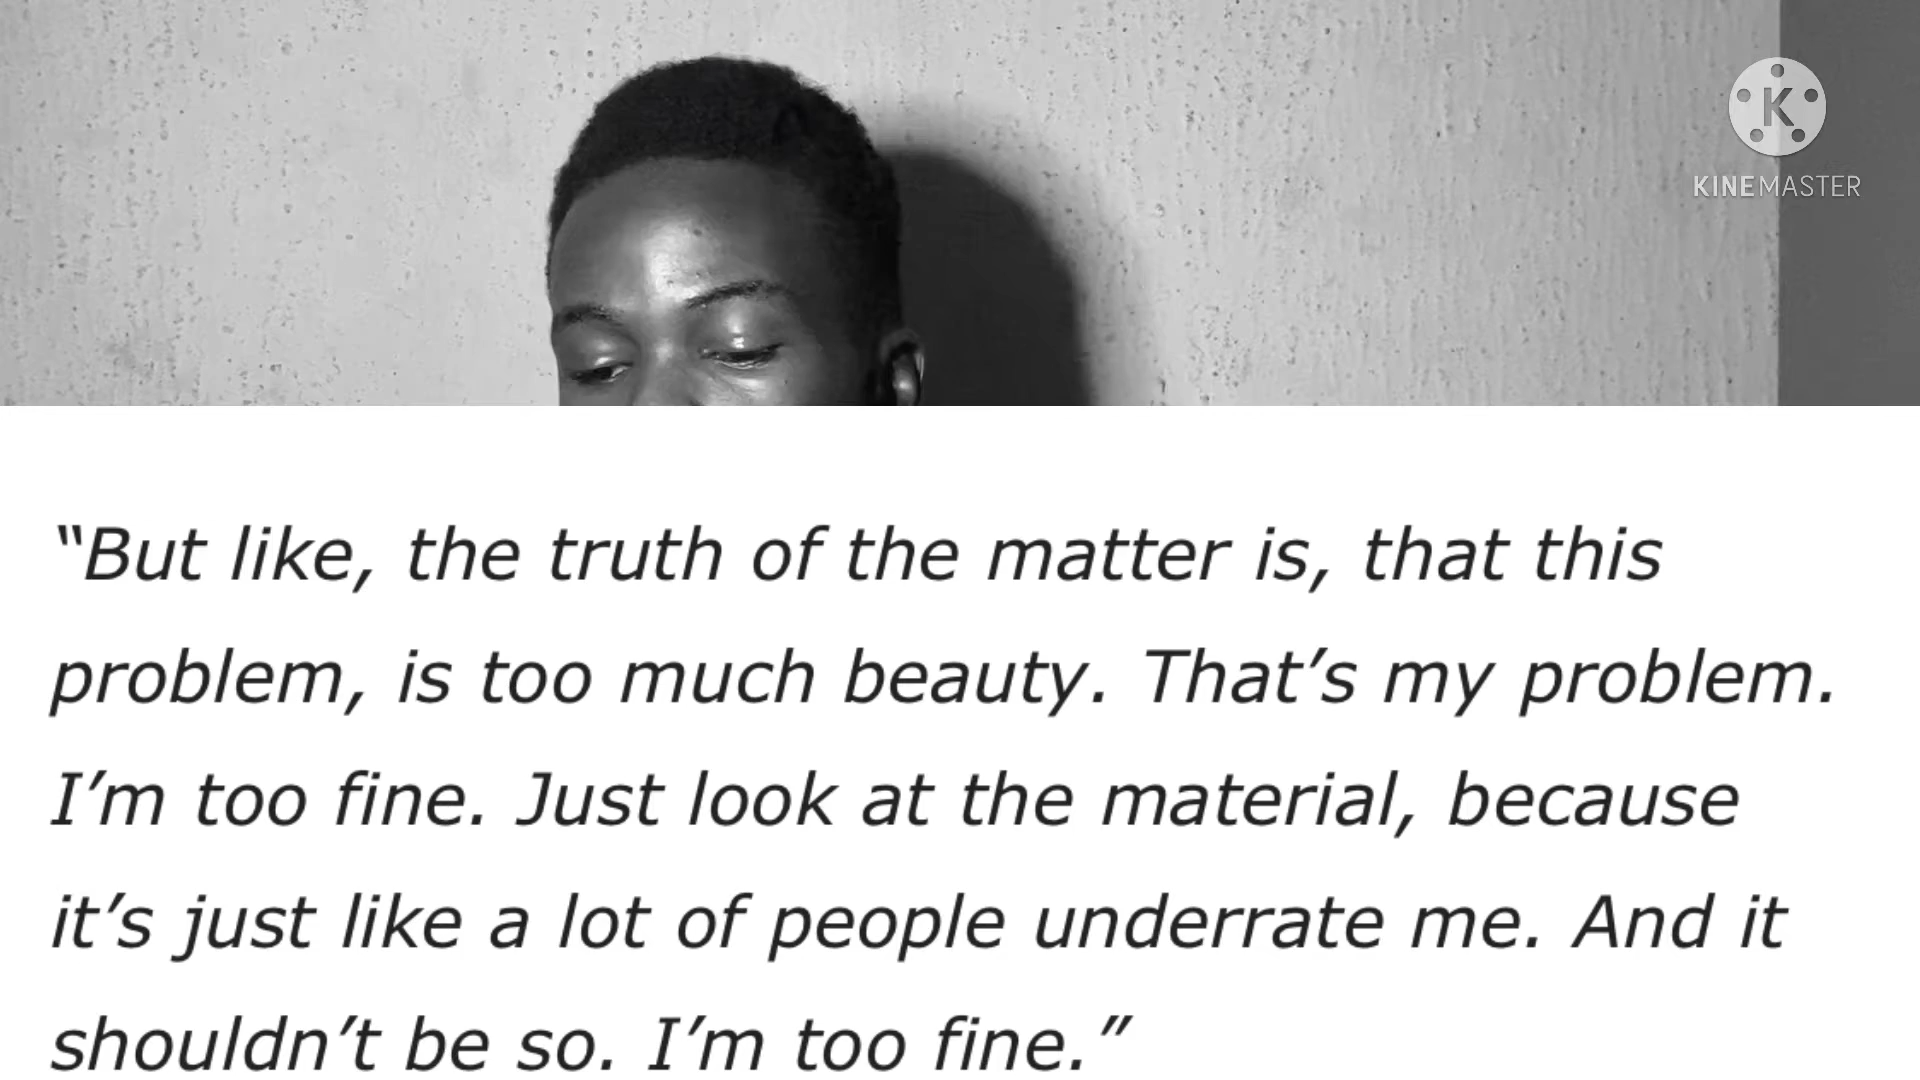 K
KINEMASTER
“But like, the truth of the matter is, that this
problem, is too much beauty. That’s my problem.
I’m too fine. Just look at the material, because
it’s just like a lot of people underrate me. And it
shouldn’t be so. I’m too fine.”